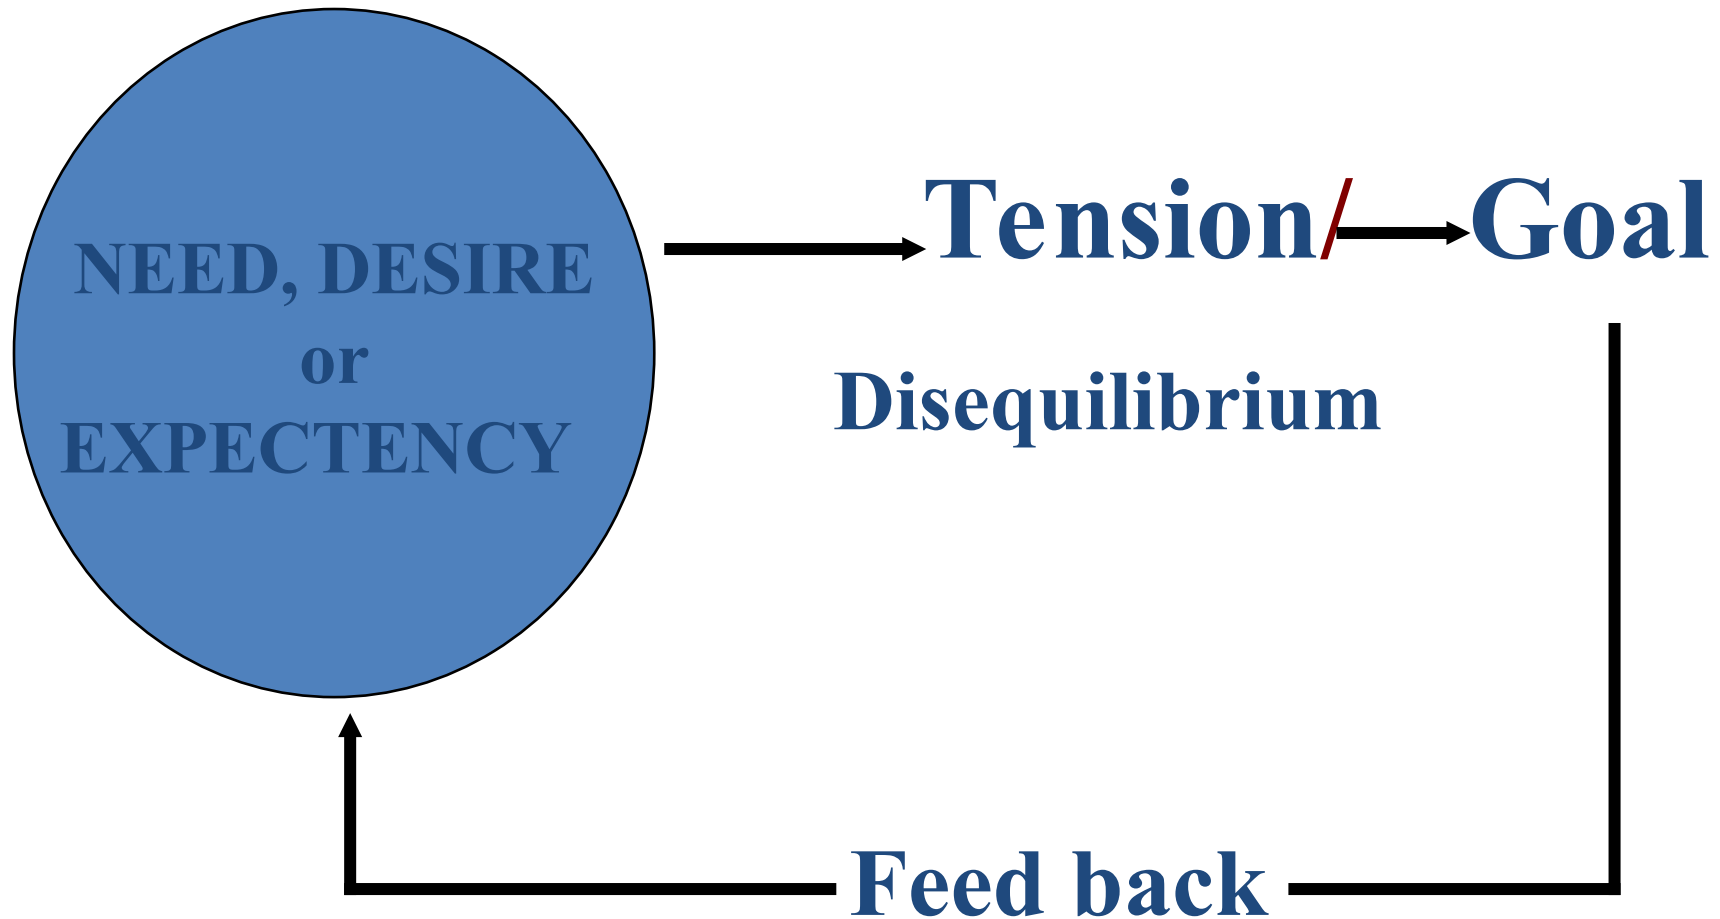 NEED, DESIRE
or
EXPECTENCY
Tension/
Disequilibrium
Goal
Feed back